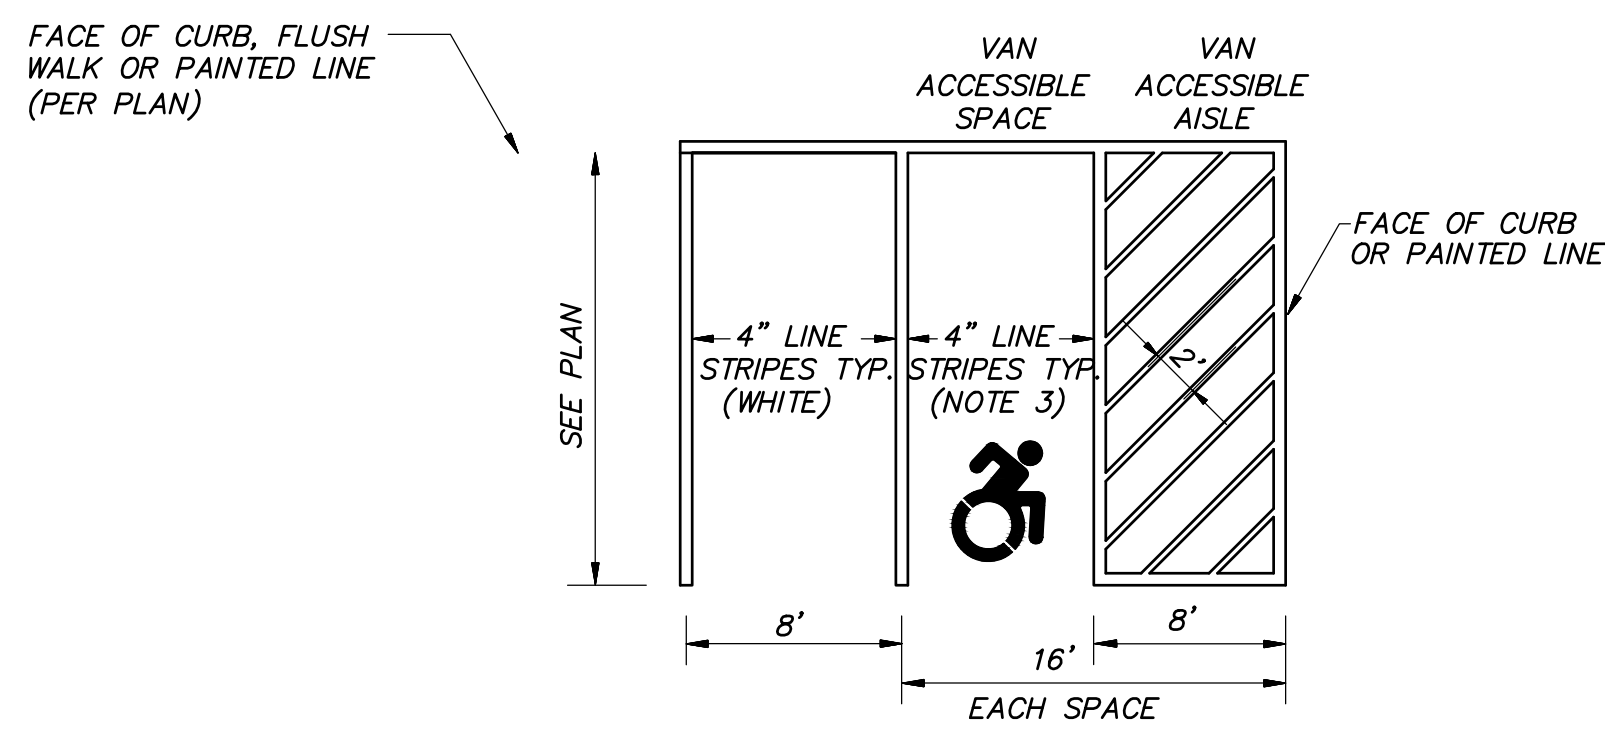 FACE OF CURB, FLUSH
WALK OR PAINTED LINE
(PER PLAN)
VAN
ACCESSIBLE
SPACE
VAN
ACCESSIBLE
AISLE
FACE OF CURB
OR PAINTED LINE
SEE PLAN
4" LINE
STRIPES TYP.
(WHITE)
4" LINE
STRIPES TYP.
(NOTE 3)
2'
8'
8'
16'
EACH SPACE